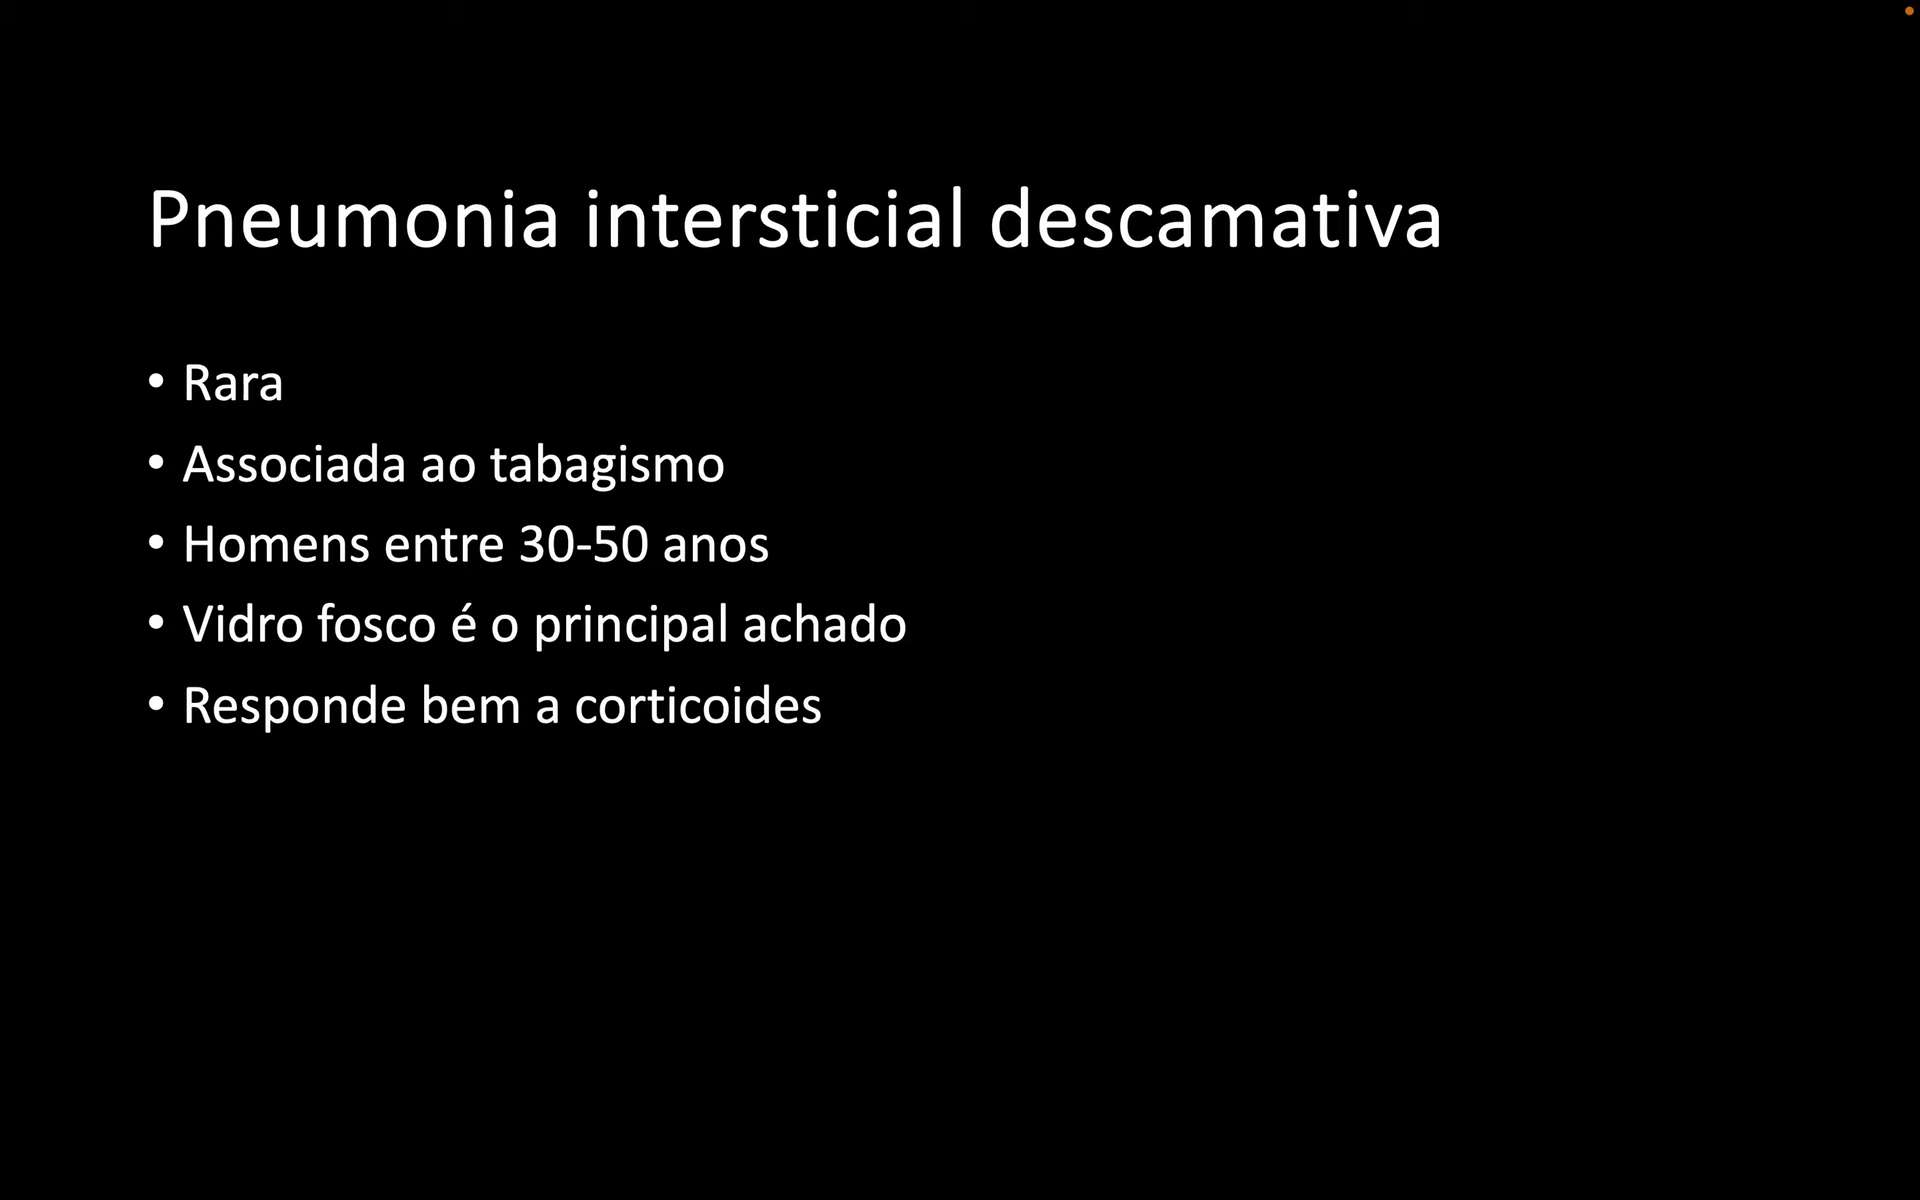 Pneumonia intersticial descamativa
• Rara
• Associada ao tabagismo
• Homens entre 30-50 anos
• Vidro fosco é o principal achado
• Responde bem a corticoides